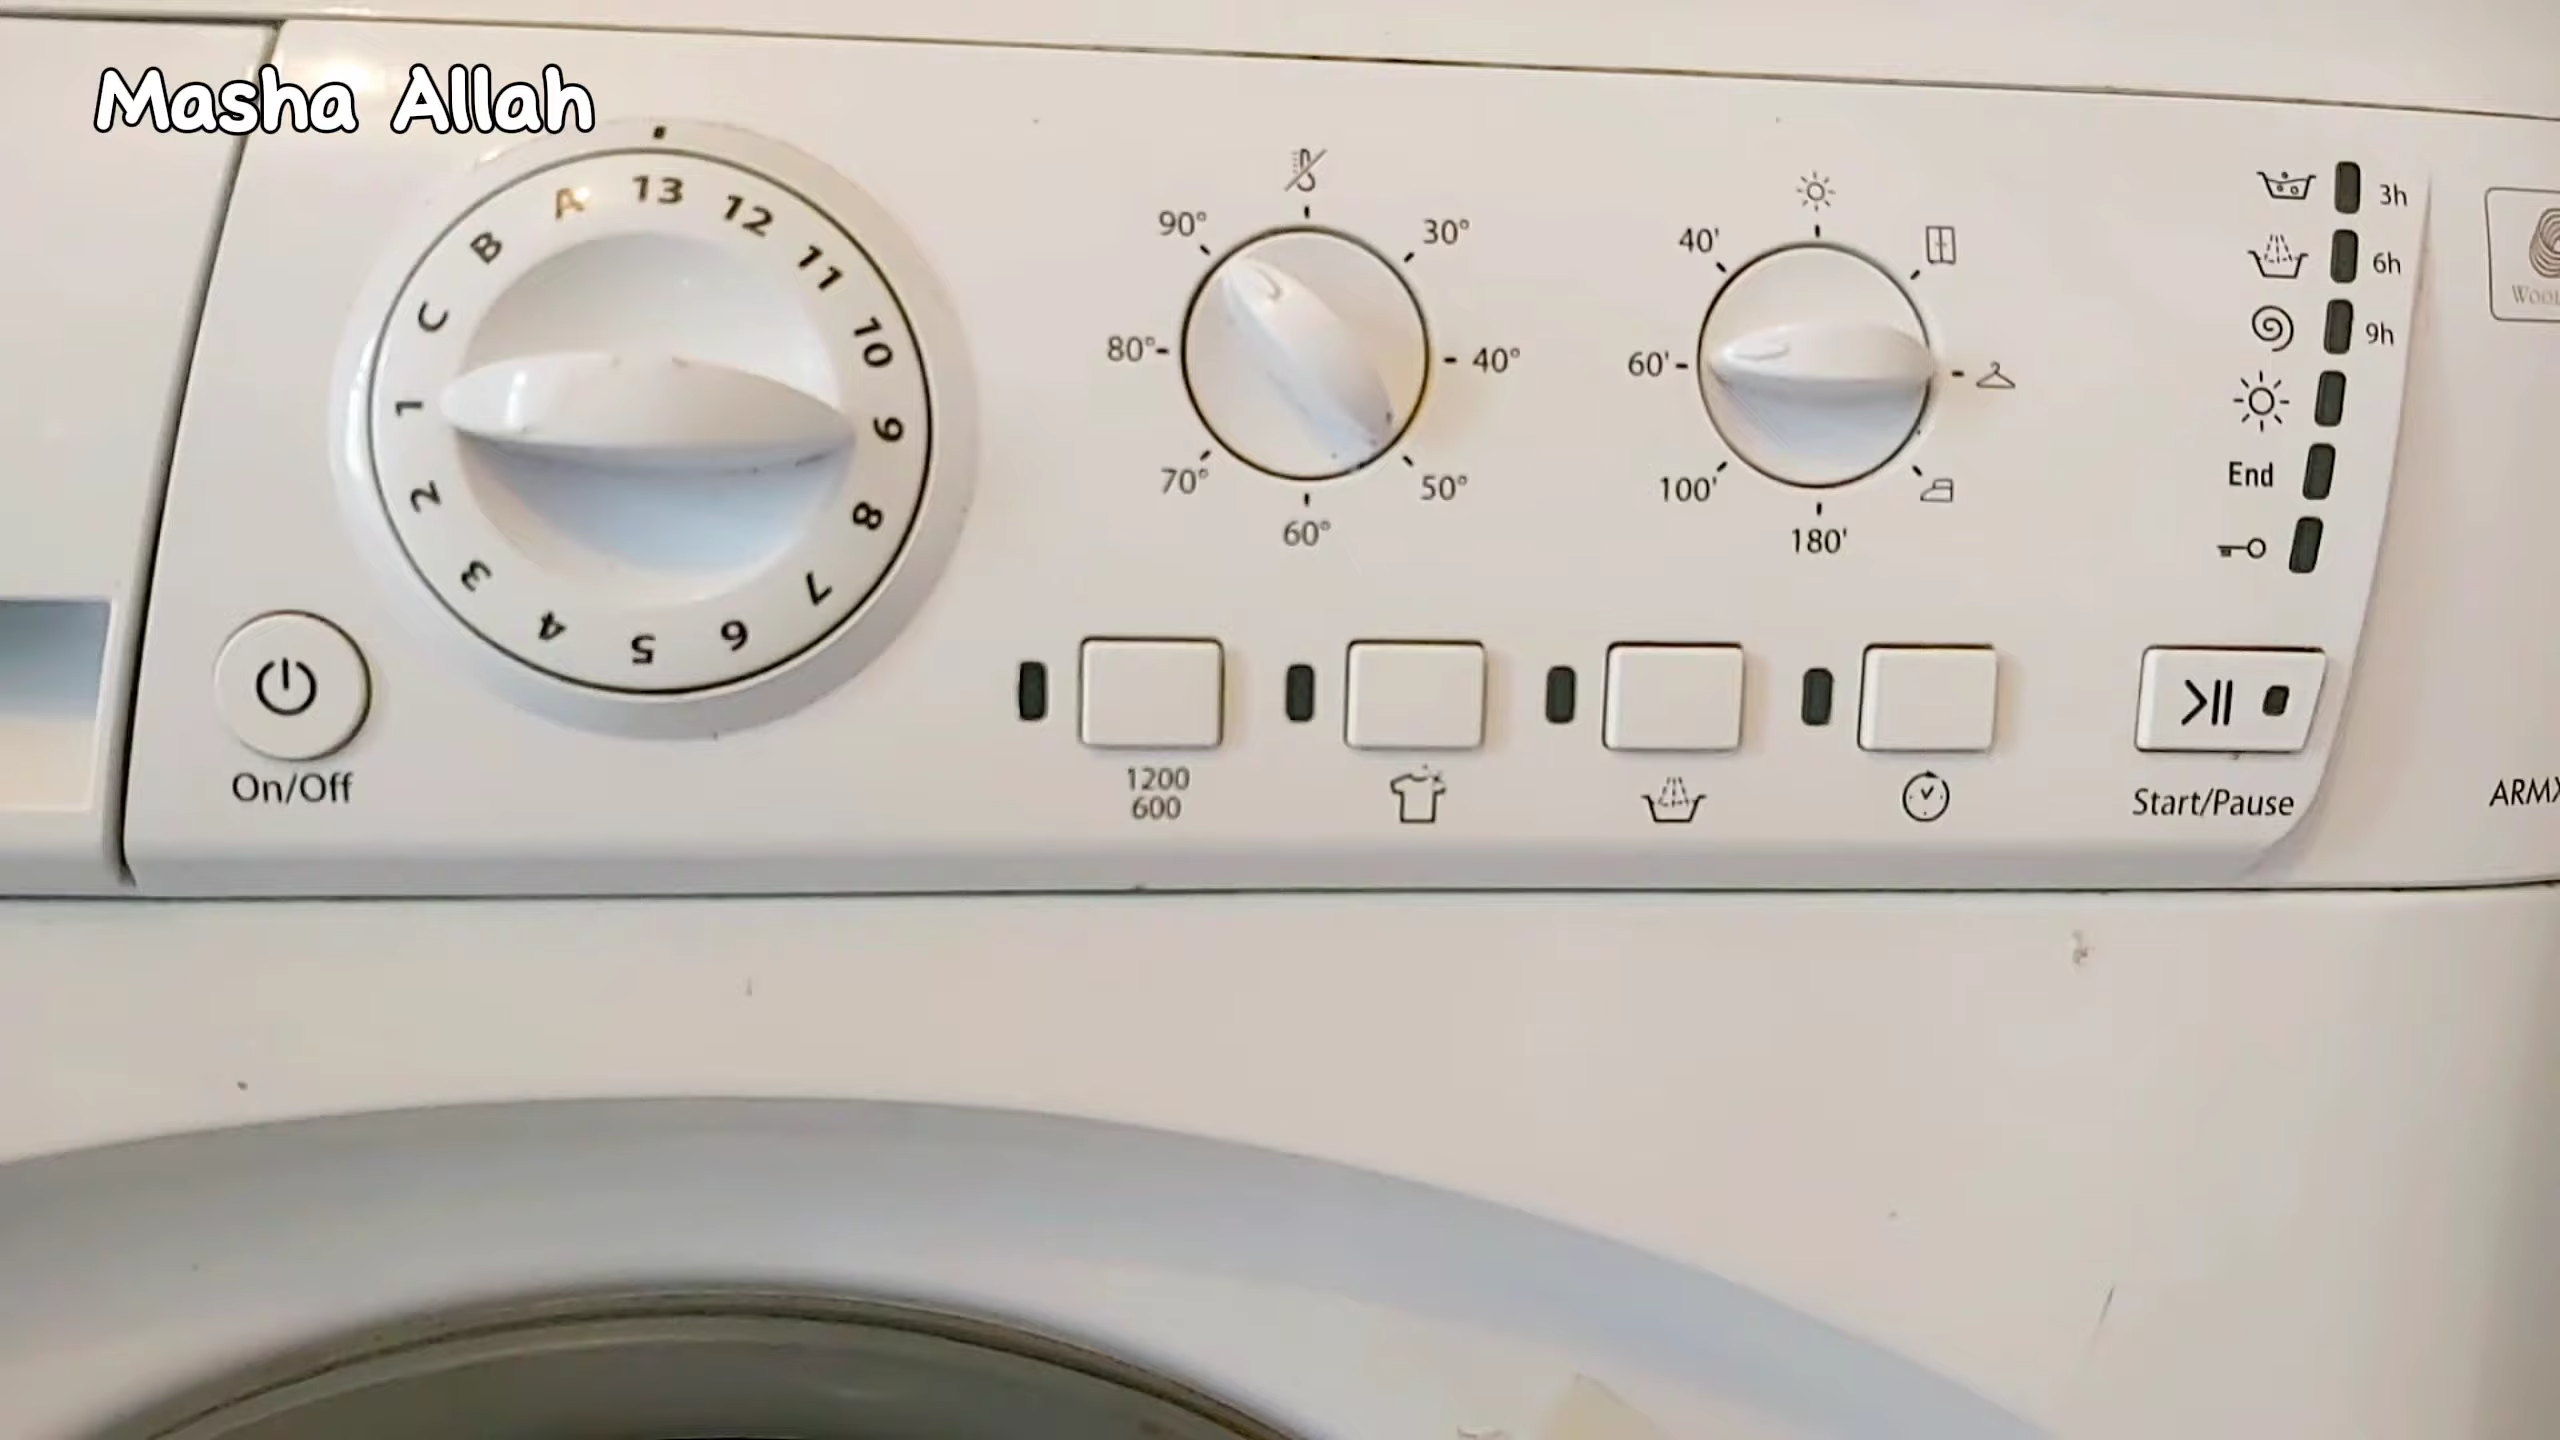 Masha Allah
A 13 12 11 10 9 8 7 6 5 4 3 2 1 C B
On/Off
90° 30°
80° 40°
70° 50°
60°
40'
60'
100'
180'
3h
6h
9h
End
1200
600
Start/Pause